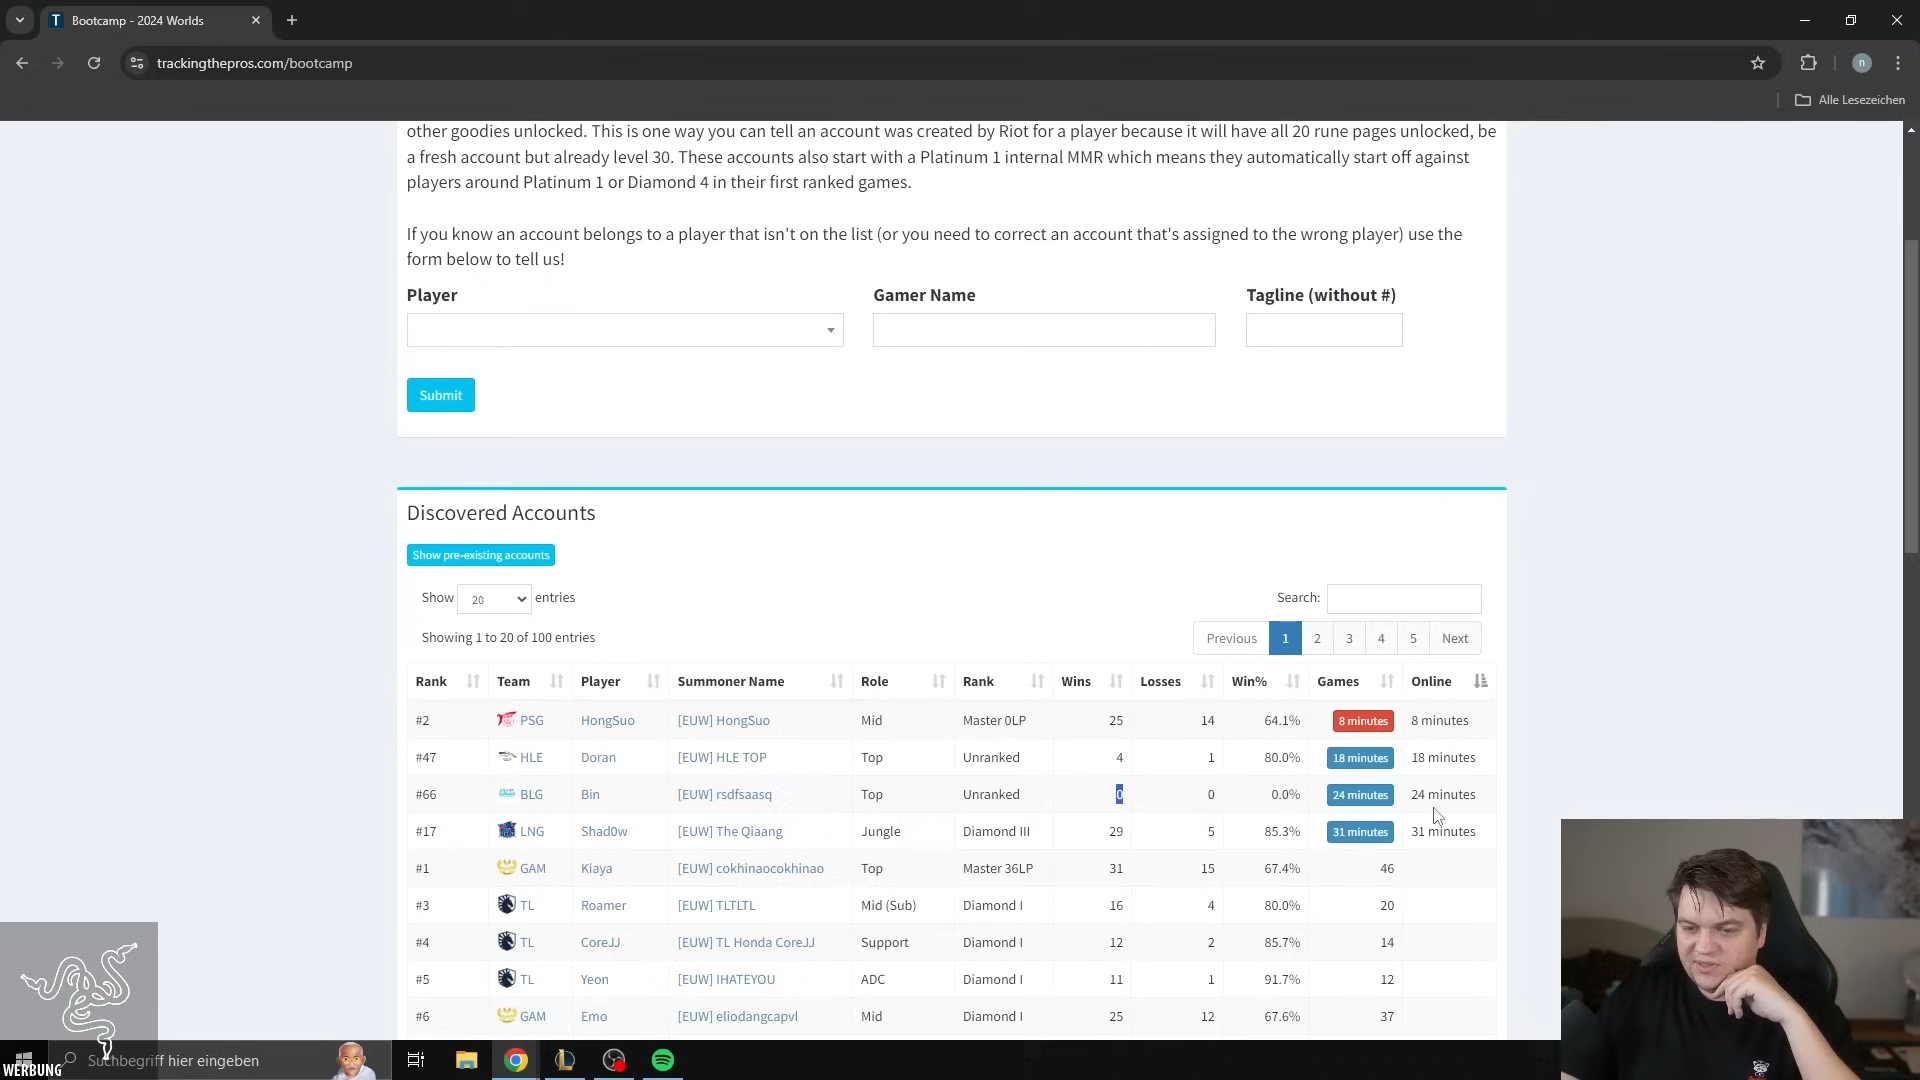 Bootcamp - 2024 Worlds
trackingthepros.com/bootcamp
n
Alle Lesezeichen
other goodies unlocked. This is one way you can tell an account was created by Riot for a player because it will have all 20 rune pages unlocked, be
a fresh account but already level 30. These accounts also start with a Platinum 1 internal MMR which means they automatically start off against
players around Platinum 1 or Diamond 4 in their first ranked games.
If you know an account belongs to a player that isn't on the list (or you need to correct an account that's assigned to the wrong player) use the
form below to tell us!
Player Gamer Name Tagline (without #)
Submit
Discovered Accounts
Show pre-existing accounts
Show 20 entries Search:
Showing 1 to 20 of 100 entries Previous 1 2 3 4 5 Next
Rank Team Player Summoner Name Role Rank Wins Losses Win% Games Online
#2 PSG HongSuo [EUW] HongSuo Mid Master 0LP 25 14 64.1% 8 minutes 8 minutes
#47 HLE Doran [EUW] HLE TOP Top Unranked 4 1 80.0% 18 minutes 18 minutes
#66 BLG Bin [EUW] rsdfsaasq Top Unranked 0 0 0.0% 24 minutes 24 minutes
#17 LNG Shad0w [EUW] The Qiaang Jungle Diamond III 29 5 85.3% 31 minutes 31 minutes
#1 GAM Kiaya [EUW] cokhinaocokhinao Top Master 36LP 31 15 67.4% 46
#3 TL Roamer [EUW] TLTLTL Mid (Sub) Diamond I 16 4 80.0% 20
#4 TL CoreJJ [EUW] TL Honda CoreJJ Support Diamond I 12 2 85.7% 14
#5 TL Yeon [EUW] IHATEYOU ADC Diamond I 11 1 91.7% 12
#6 GAM Emo [EUW] eliodangcapvl Mid Diamond I 25 12 67.6% 37
Suchbegriff hier eingeben
WERBUNG